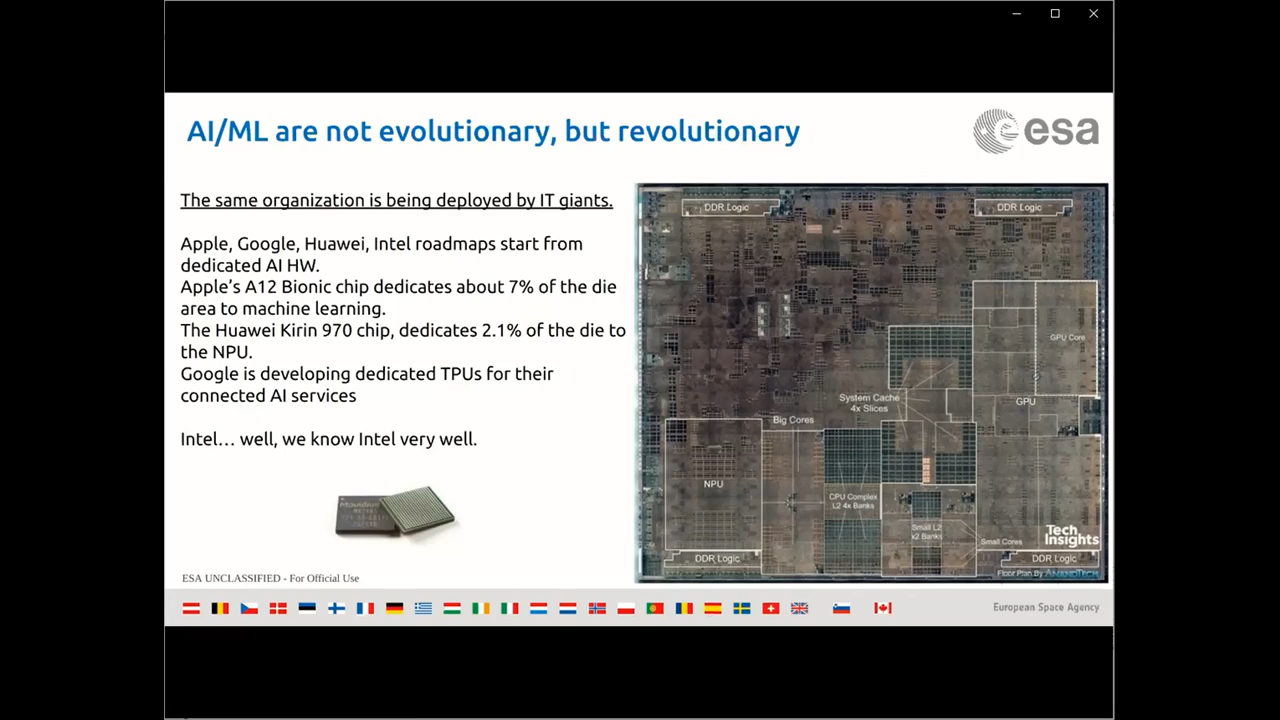 AI/ML are not evolutionary, but revolutionary
esa
The same organization is being deployed by IT giants.
Apple, Google, Huawei, Intel roadmaps start from
dedicated AI HW.
Apple's A12 Bionic chip dedicates about 7% of the die
area to machine learning.
The Huawei Kirin 970 chip, dedicates 2.1% of the die to
the NPU.
Google is developing dedicated TPUs for their
connected AI services
Intel… well, we know Intel very well.
Movidius
DDR Logic
DDR Logic
GPU Core
System Cache
4x Slices
GPU
Big Cores
NPU
CPU Complex
L2 4x Banks
Small L2
x2 Banks
Small Cores
Tech
Insights
DDR Logic
DDR Logic
Floor Plan By AnandTech
ESA UNCLASSIFIED - For Official Use
European Space Agency